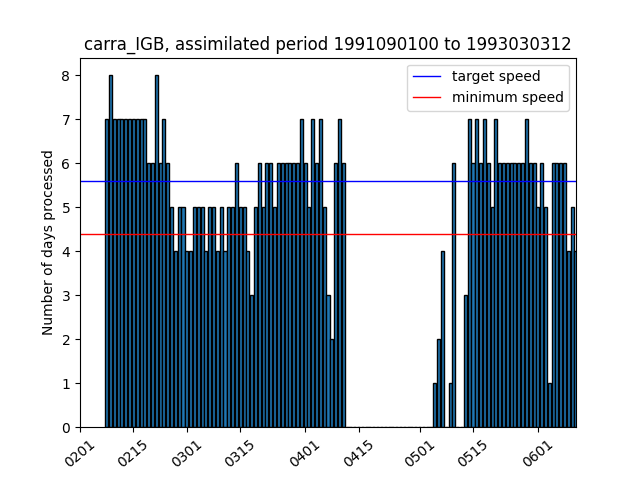 carra_IGB, assimilated period 1991090100 to 1993030312
target speed
minimum speed
Number of days processed
8
7
6
5
4
3
2
1
0
0201 0215 0301 0315 0401 0415 0501 0515 0601